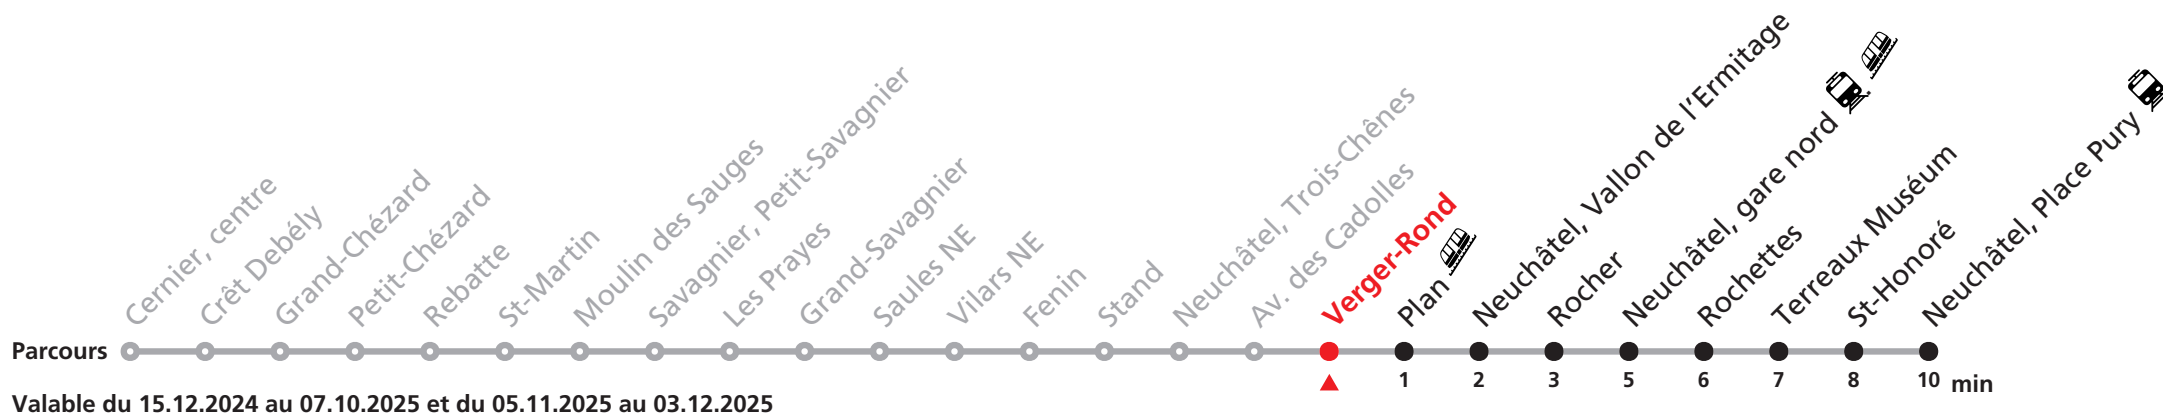 Cernier, centre
Crêt Debély
Grand-Chézard
Petit-Chézard
Rebatte
St-Martin
Moulin des Sauges
Savagnier, Petit-Savagnier
Les Prayes
Grand-Savagnier
Saules NE
Vilars NE
Fenin
Stand
Neuchâtel, Trois-Chênes
Av. des Cadolles
Verger-Rond
Plan
Neuchâtel, Vallon de l'Ermitage
Rocher
Neuchâtel, gare nord
Rochettes
Terreaux Muséum
St-Honoré
Neuchâtel, Place Pury
Parcours
1 2 3 5 6 7 8 10 min
Valable du 15.12.2024 au 07.10.2025 et du 05.11.2025 au 03.12.2025